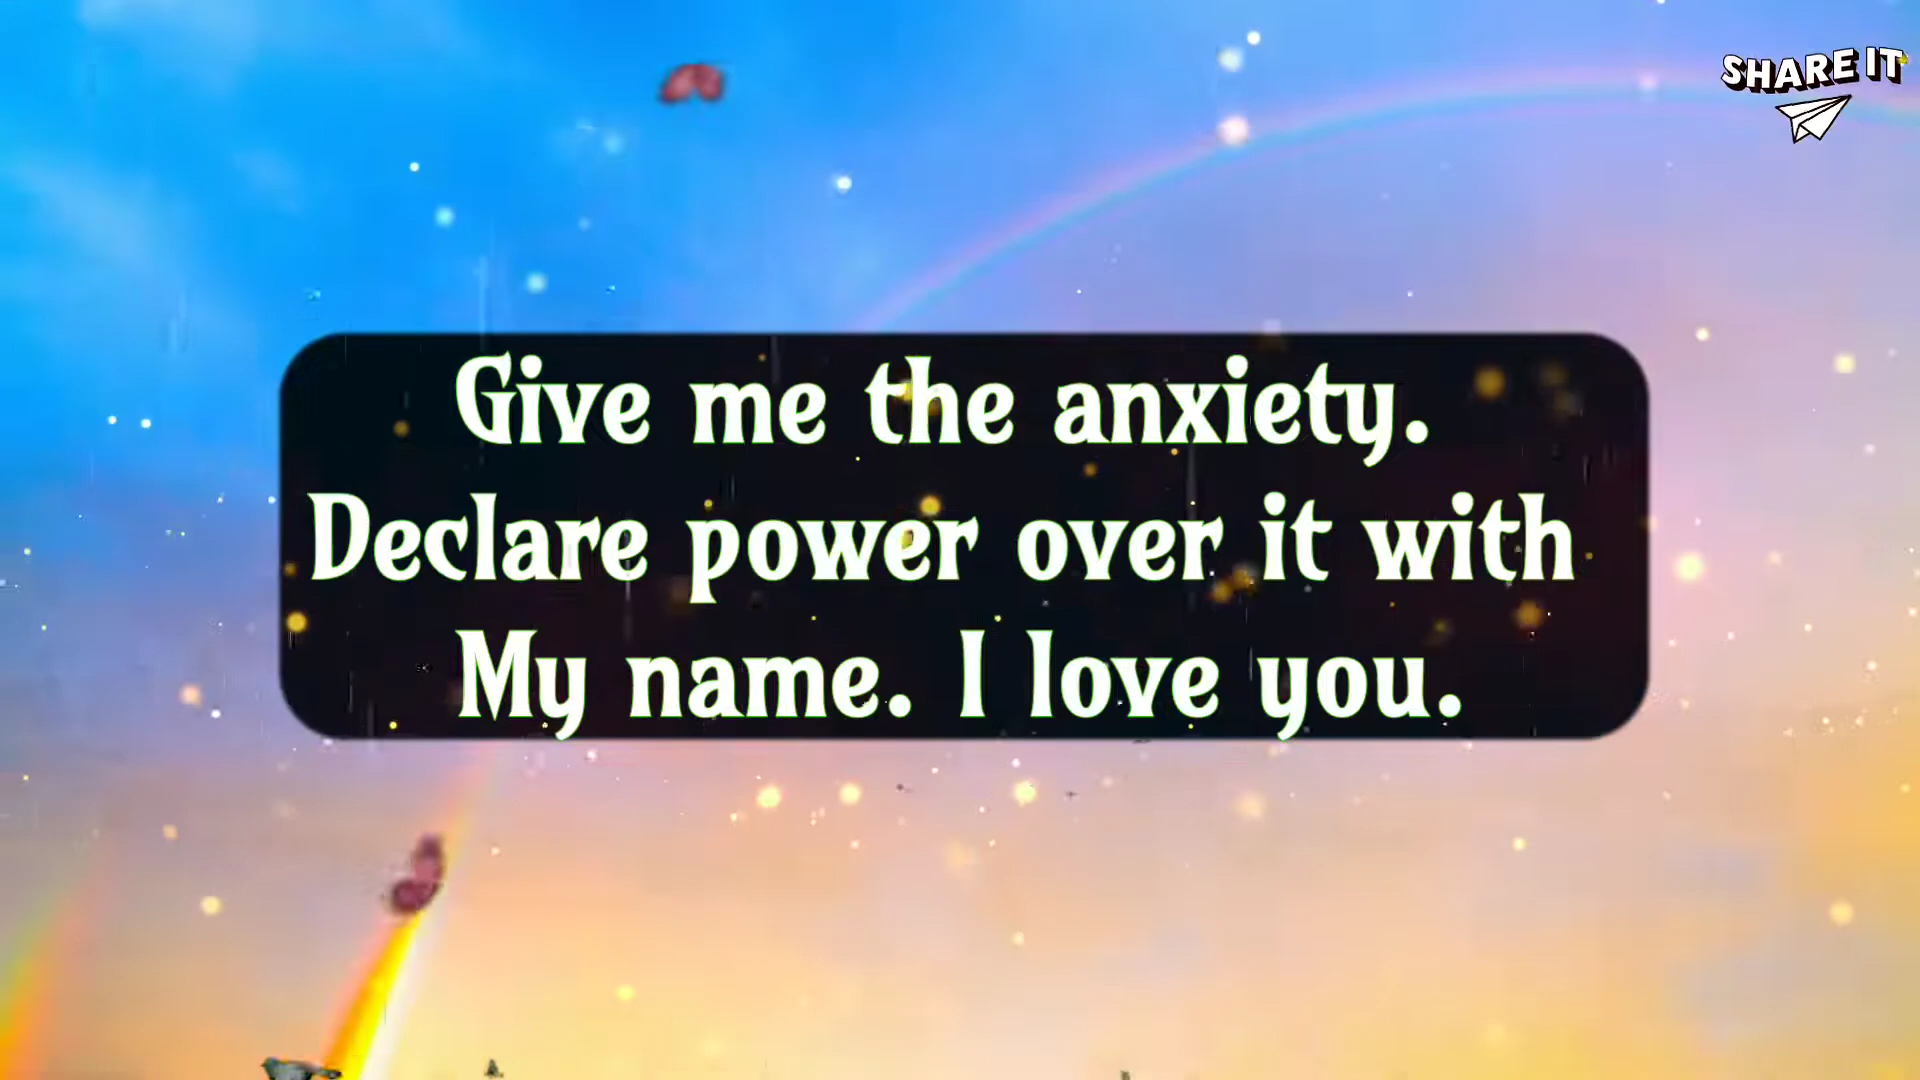 SHARE IT
Give me the anxiety.
Declare power over it with
My name. I love you.